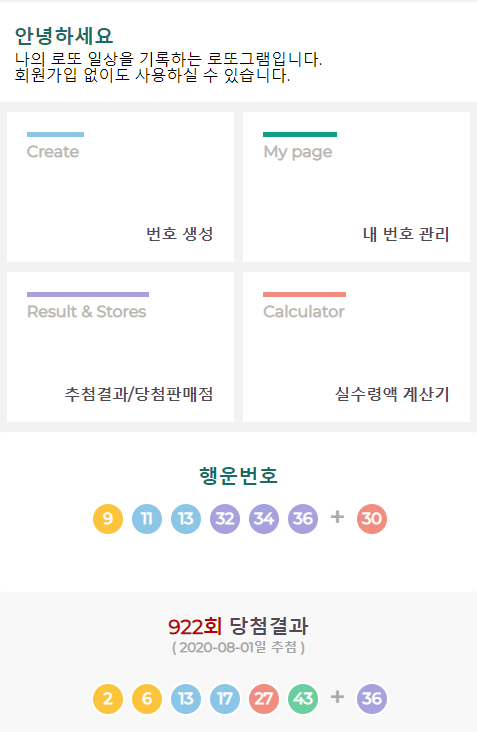 안녕하세요
나의 로또 일상을 기록하는 로또그램입니다.
회원가입 없이도 사용하실 수 있습니다.
Create
번호 생성
My page
내 번호 관리
Result & Stores
추첨결과/당첨판매점
Calculator
실수령액 계산기
행운번호
9 11 13 32 34 36 + 30
922회 당첨결과
( 2020-08-01일 추첨 )
2 6 13 17 27 43 + 36